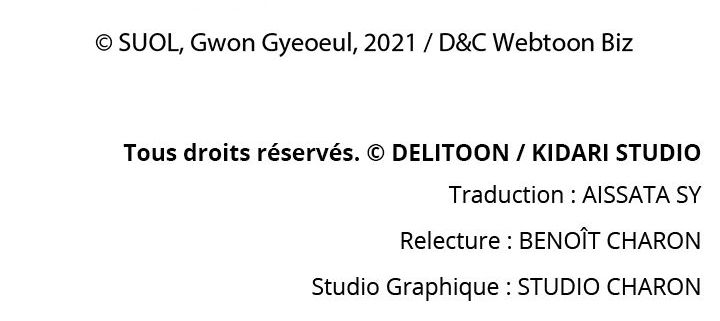 © SUOL, Gwon Gyeoeul, 2021 / D&C Webtoon Biz
Tous droits réservés. © DELITOON / KIDARI STUDIO
Traduction : AISSATA SY
Relecture : BENOÎT CHARON
Studio Graphique : STUDIO CHARON